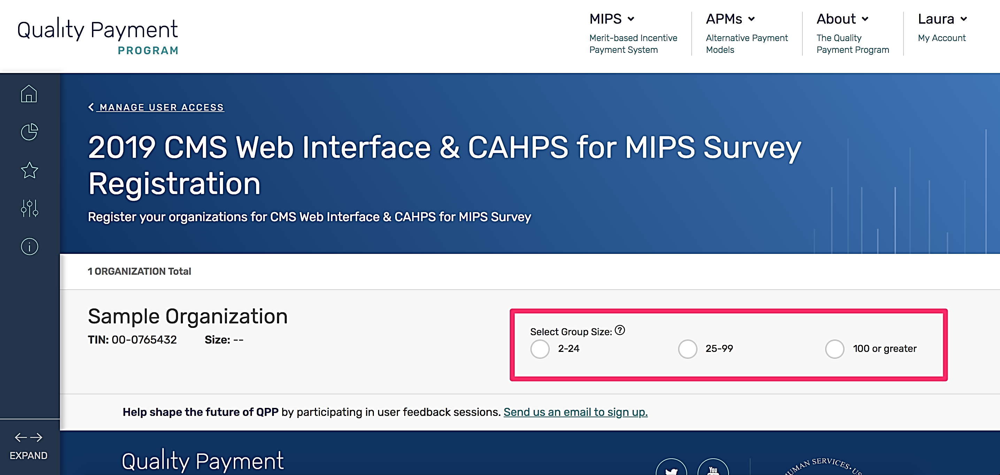 Quality Payment
PROGRAM
MIPS
Merit-based Incentive
Payment System
APMs
Alternative Payment
Models
About
The Quality
Payment Program
Laura
My Account
MANAGE USER ACCESS
2019 CMS Web Interface & CAHPS for MIPS Survey
Registration
Register your organizations for CMS Web Interface & CAHPS for MIPS Survey
1 ORGANIZATION Total
Sample Organization
TIN: 00-0765432 Size: --
Select Group Size: ?
2-24
25-99
100 or greater
Help shape the future of QPP by participating in user feedback sessions. Send us an email to sign up.
EXPAND
Quality Payment
You
HUMAN SERVICES • US